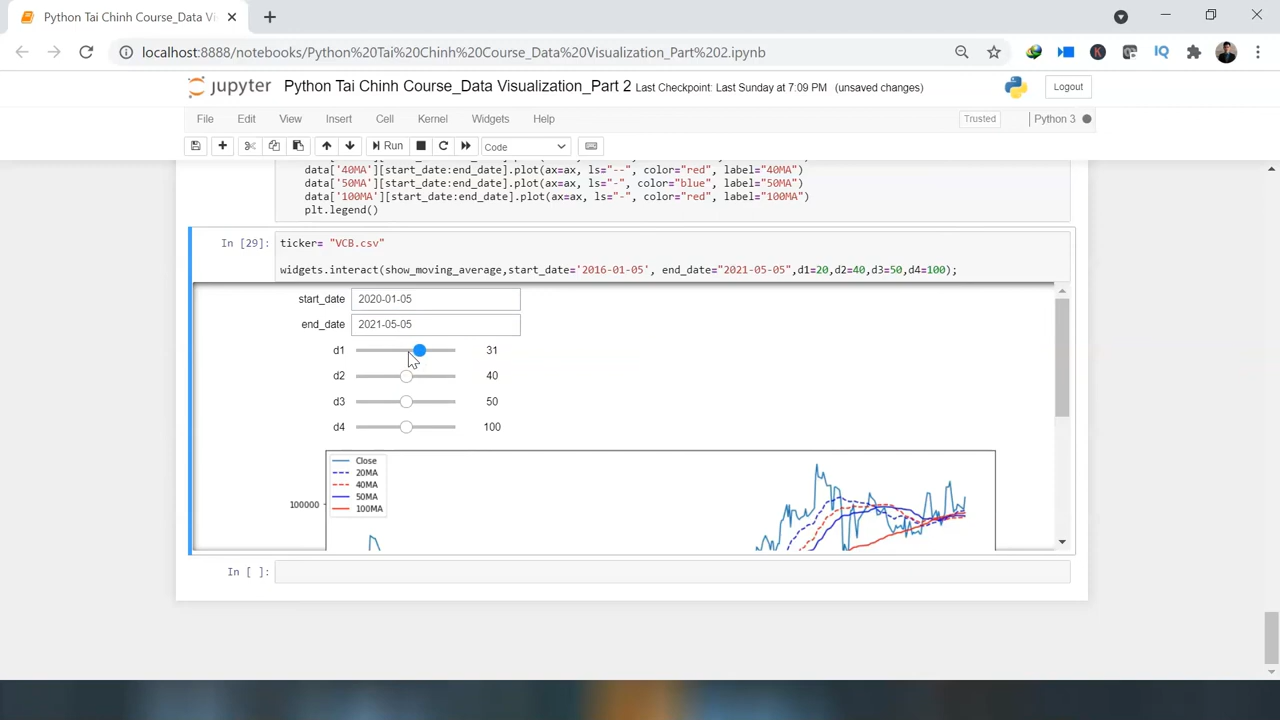 Python Tai Chinh Course_Data Vi
localhost:8888/notebooks/Python%20Tai%20Chinh%20Course_Data%20Visualization_Part%202.ipynb
K
IQ
jupyter Python Tai Chinh Course_Data Visualization_Part 2 Last Checkpoint: Last Sunday at 7:09 PM (unsaved changes)
Logout
File Edit View Insert Cell Kernel Widgets Help
Trusted Python 3
Run Code
data['40MA'][start_date:end_date].plot(ax=ax, ls="--", color="red", label="40MA")
data['50MA'][start_date:end_date].plot(ax=ax, ls="-", color="blue", label="50MA")
data['100MA'][start_date:end_date].plot(ax=ax, ls="-", color="red", label="100MA")
plt.legend()
In [29]: ticker= "VCB.csv"
widgets.interact(show_moving_average,start_date='2016-01-05', end_date="2021-05-05",d1=20,d2=40,d3=50,d4=100);
start_date 2020-01-05
end_date 2021-05-05
d1 31
d2 40
d3 50
d4 100
Close
20MA
40MA
50MA
100MA
100000
In [ ]: